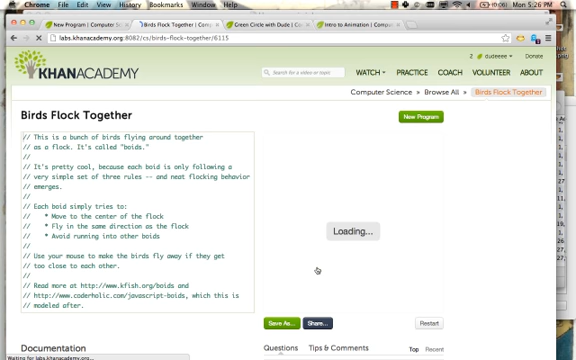 Chrome File Edit View History Bookmarks Window Help
Mon 5:26 PM
New Program | Computer Sc
Birds Flock Together | Comp
Green Circle with Dude | Co
Intro to Animation | Comput
labs.khanacademy.org:8082/cs/birds-flock-together/6115
2 dudeeee Donate
KHANACADEMY
Search for a video or topic!
WATCH PRACTICE COACH VOLUNTEER ABOUT
Computer Science » Browse All » Birds Flock Together
Birds Flock Together
New Program
// This is a bunch of birds flying around together
// as a flock. It's called "boids."
//
// It's pretty cool, because each boid is only following a
// very simple set of three rules -- and neat flocking behavior
// emerges.
//
// Each boid simply tries to:
// * Move to the center of the flock
// * Fly in the same direction as the flock
// * Avoid running into other boids
//
// Use your mouse to make the birds fly away if they get
// too close to each other.
//
// Read more at http://www.kfish.org/boids and
// http://www.coderholic.com/javascript-boids, which this is
// modeled after.
Loading...
Save As... Share... Restart
Documentation
Questions Tips & Comments Top Recent
Waiting for labs.khanacademy.org...